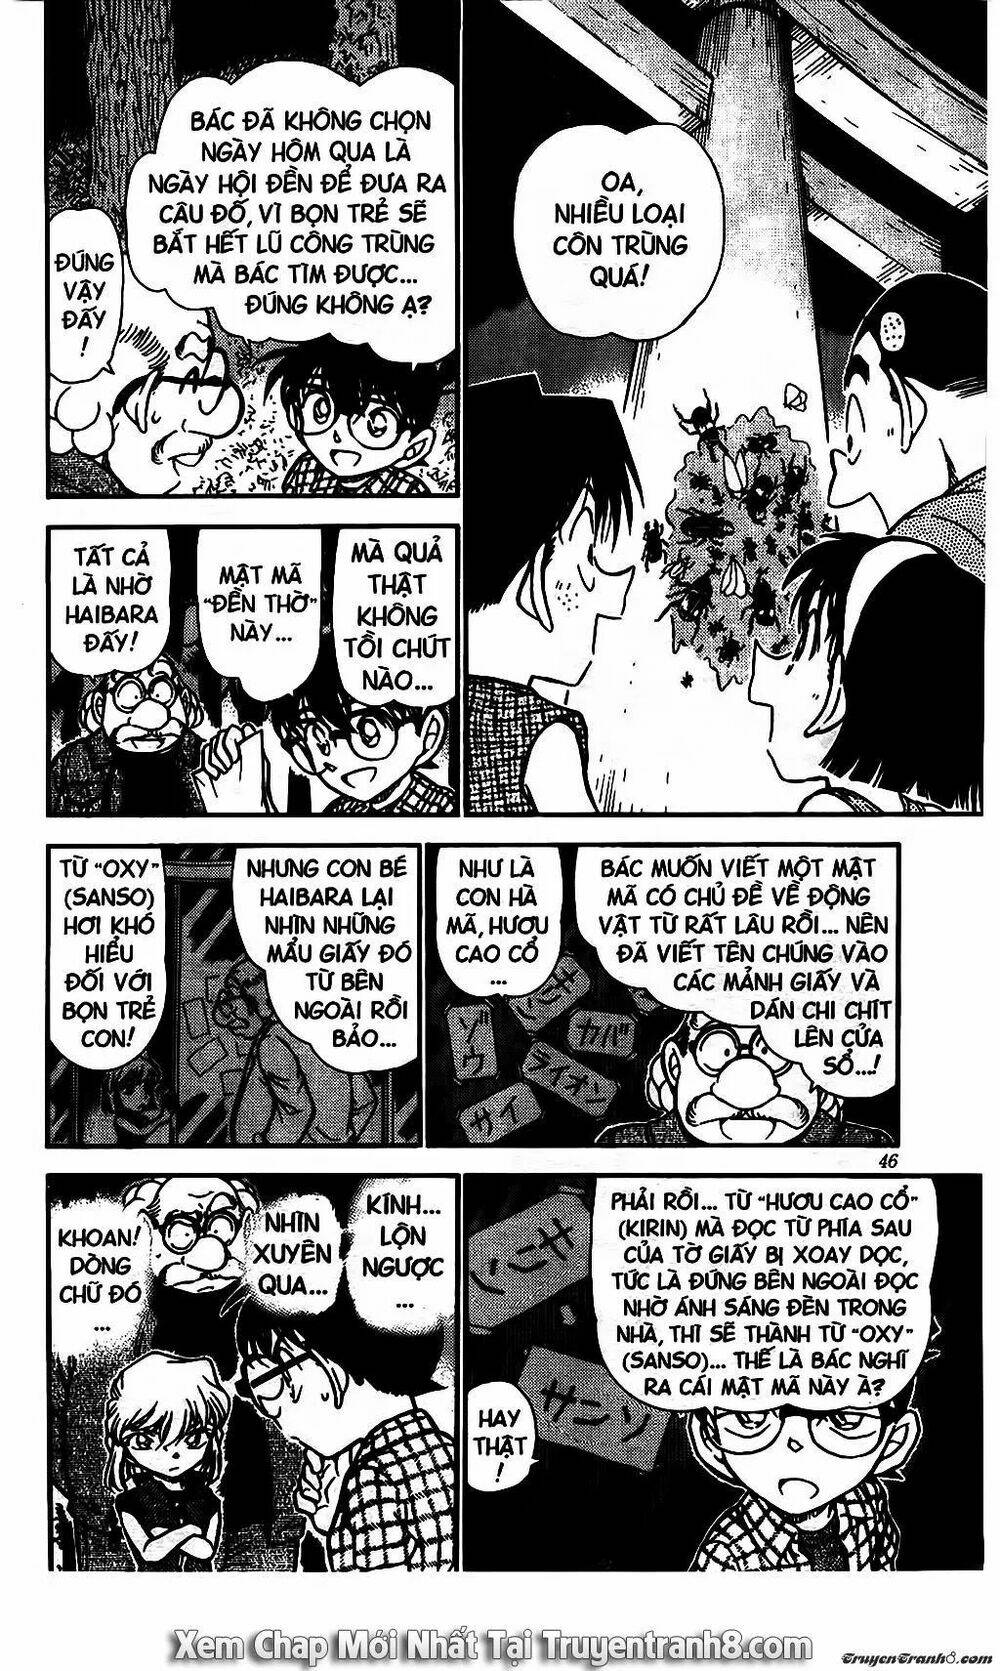 OA,
NHIỀU LOẠI
CÔN TRÙNG
QUÁ!
BÁC ĐÃ KHÔNG CHỌN
NGÀY HÔM QUA LÀ
NGÀY HỘI ĐỀN ĐỂ ĐƯA RA
CÂU ĐỐ, VÌ BỌN TRẺ SẼ
BẮT HẾT LŨ CÔNG TRÙNG
MÀ BÁC TÌM ĐƯỢC...
ĐÚNG KHÔNG Ạ?
ĐÚNG
VẬY
ĐẤY
!
MÀ QUẢ
THẬT
KHÔNG
TỒI CHÚT
NÀO...
MẬT MÃ
"ĐỀN THỜ"
NÀY...
TẤT CẢ
LÀ NHỜ
HAIBARA
ĐẤY!
BÁC MUỐN VIẾT MỘT MẬT
MÃ CÓ CHỦ ĐỀ VỀ ĐỘNG
VẬT TỪ RẤT LÂU RỒI... NÊN
ĐÃ VIẾT TÊN CHÚNG VÀO
CÁC MẢNH GIẤY VÀ
DÁN CHI CHÍT
LÊN CỬA
SỔ...!
NHƯ LÀ
CON HÀ
MÃ, HƯƠU
CAO CỔ
...
ゾウ
カバ
ライオン
サイ
NHƯNG CON BÉ
HAIBARA LẠI
NHÌN NHỮNG
MẨU GIẤY ĐÓ
TỪ BÊN
NGOÀI RỒI
BẢO...
TỪ "OXY"
(SANSO)
HƠI KHÓ
HIỂU
ĐỐI VỚI
BỌN TRẺ
CON!
46
PHẢI RỒI... TỪ "HƯƠU CAO CỔ"
(KIRIN) MÀ ĐỌC TỪ PHÍA SAU
CỦA TỜ GIẤY BỊ XOAY DỌC,
TỨC LÀ ĐỨNG BÊN NGOÀI ĐỌC
NHỜ ÁNH SÁNG ĐÈN TRONG
NHÀ, THÌ SẼ THÀNH TỪ "OXY"
(SANSO)... THẾ LÀ BÁC NGHĨ
RA CÁI MẬT MÃ NÀY À?
サンソ
HAY
THẬT
!
KÍNH...
LỘN
NGƯỢC
...
NHÌN
XUYÊN
QUA...
KHOAN!
DÒNG
CHỮ ĐÓ
...
Xem Chap Mới Nhất Tại Truyentranh8.com
TruyenTranh8.com